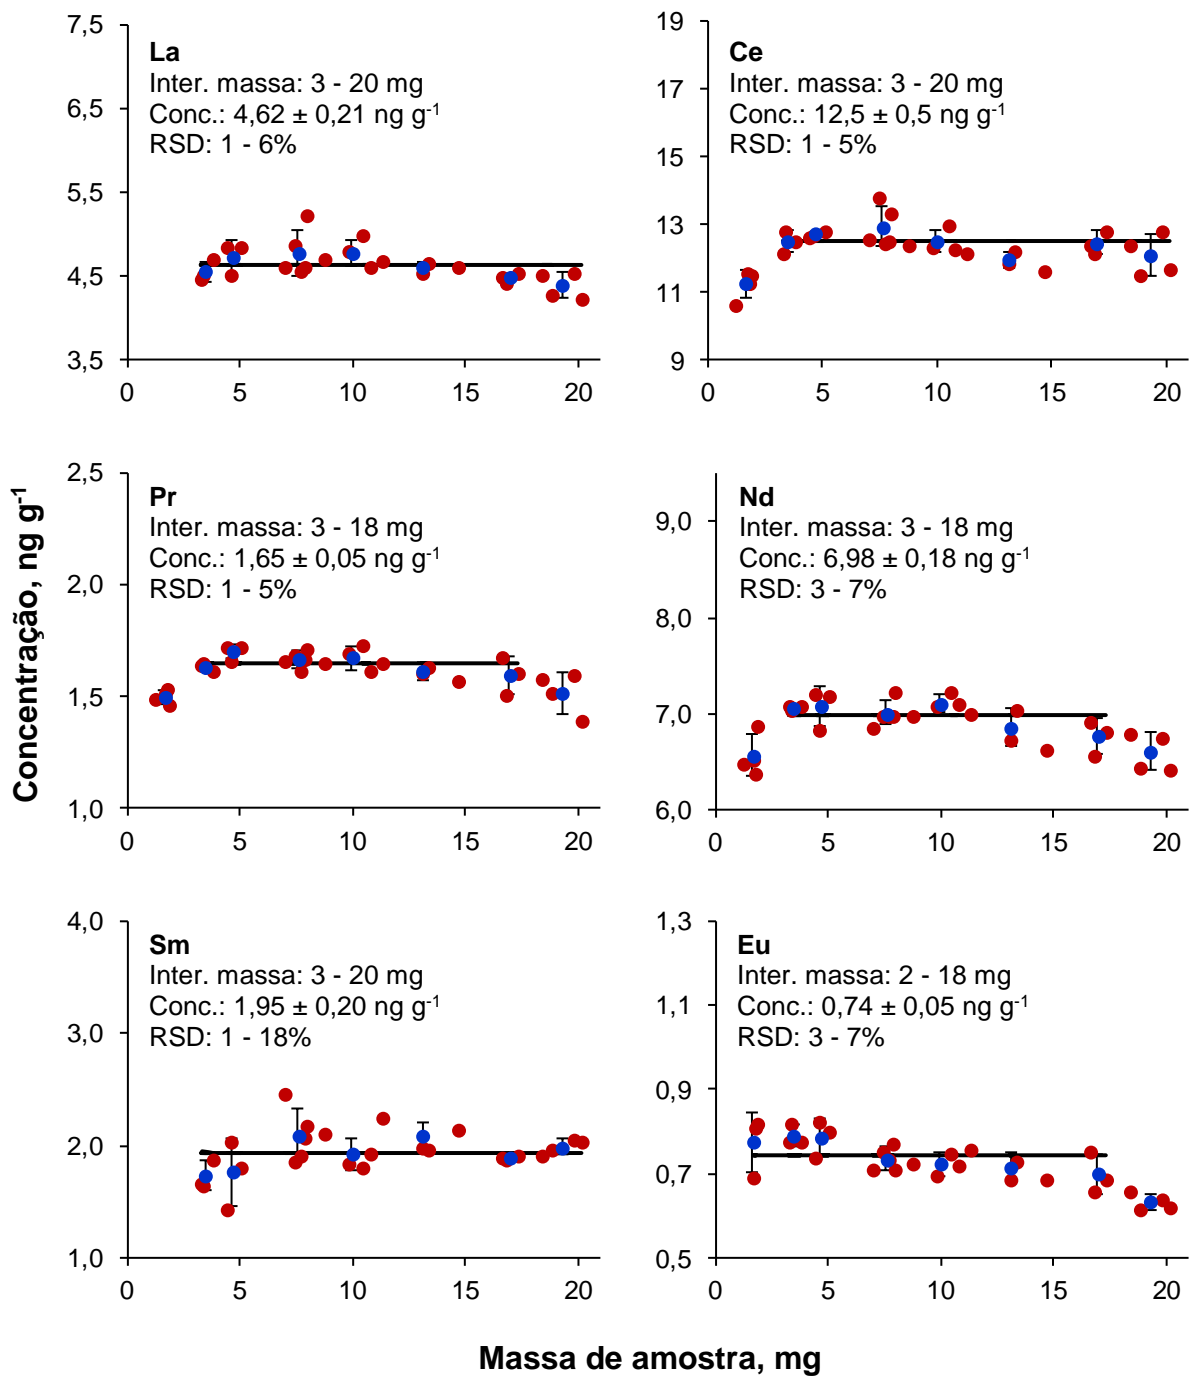 7,5
6,5
5,5
4,5
3,5
0 5 10 15 20
La
Inter. massa: 3 - 20 mg
Conc.: 4,62 ± 0,21 ng g⁻¹
RSD: 1 - 6%
19
17
15
13
11
9
0 5 10 15 20
Ce
Inter. massa: 3 - 20 mg
Conc.: 12,5 ± 0,5 ng g⁻¹
RSD: 1 - 5%
Concentração, ng g⁻¹
2,5
2,0
1,5
1,0
0 5 10 15 20
Pr
Inter. massa: 3 - 18 mg
Conc.: 1,65 ± 0,05 ng g⁻¹
RSD: 1 - 5%
9,0
8,0
7,0
6,0
0 5 10 15 20
Nd
Inter. massa: 3 - 18 mg
Conc.: 6,98 ± 0,18 ng g⁻¹
RSD: 3 - 7%
4,0
3,0
2,0
1,0
0 5 10 15 20
Sm
Inter. massa: 3 - 20 mg
Conc.: 1,95 ± 0,20 ng g⁻¹
RSD: 1 - 18%
1,3
1,1
0,9
0,7
0,5
0 5 10 15 20
Eu
Inter. massa: 2 - 18 mg
Conc.: 0,74 ± 0,05 ng g⁻¹
RSD: 3 - 7%
Massa de amostra, mg